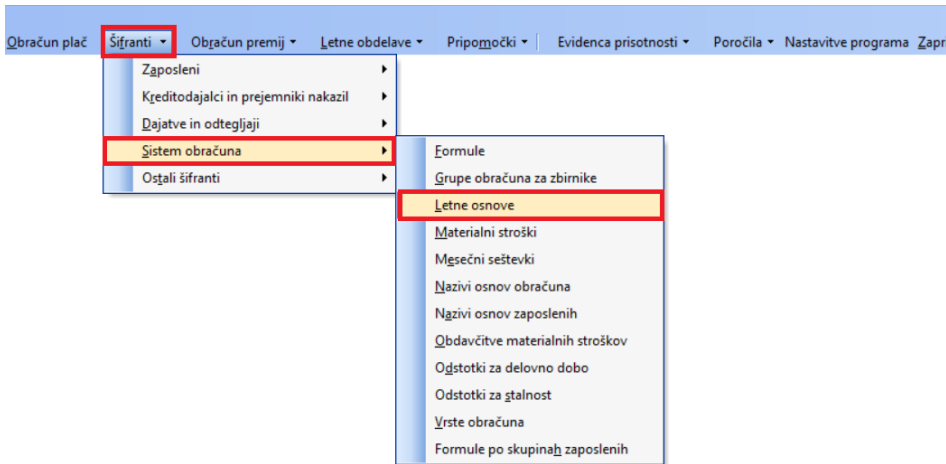 Obračun plač Šifranti Obračun premij Letne obdelave Pripomočki Evidenca prisotnosti Poročila Nastavitve programa Zapr
Zaposleni
Kreditodajalci in prejemniki nakazil
Dajatve in odtegljaji
Sistem obračuna
Ostali šifranti
Formule
Grupe obračuna za zbirnike
Letne osnove
Materialni stroški
Mesečni seštevki
Nazivi osnov obračuna
Nazivi osnov zaposlenih
Obdavčitve materialnih stroškov
Odstotki za delovno dobo
Odstotki za stalnost
Vrste obračuna
Formule po skupinah zaposlenih